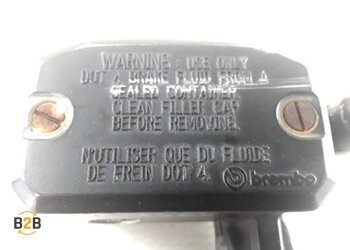 WARNING: USE ONLY
DOT 4 BRAKE FLUID FROM A
SEALED CONTAINER.
CLEAN FILLER CAP
BEFORE REMOVING.
N'UTILISER QUE DU FLUIDE
DE FREIN DOT 4.
brembo
B2B